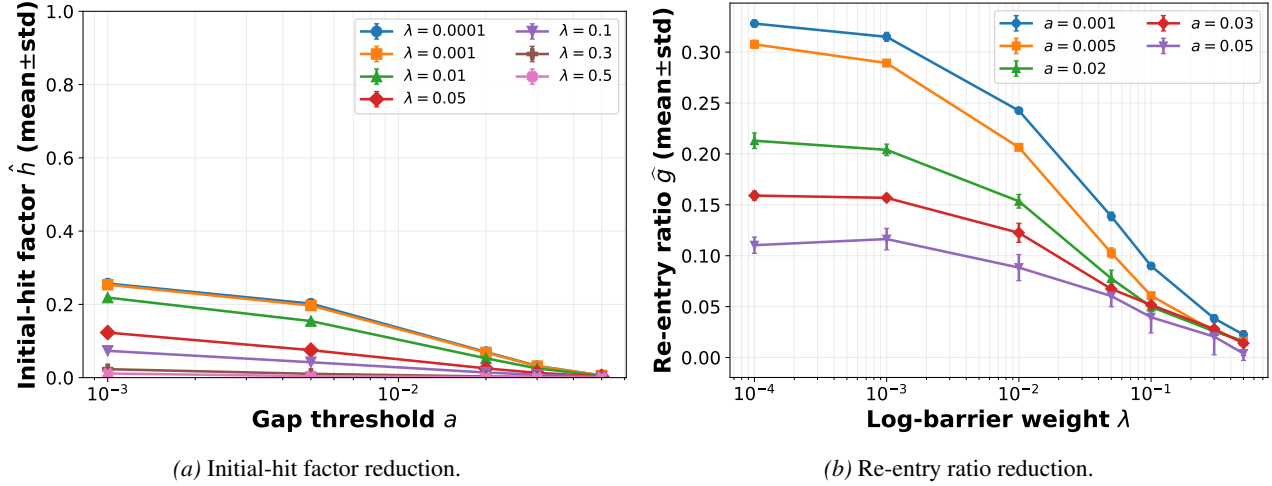 Initial-hit factor ĥ (mean±std)
1.0
0.8
0.6
0.4
0.2
0.0
10⁻³
10⁻²
Gap threshold a
λ = 0.0001
λ = 0.001
λ = 0.01
λ = 0.05
λ = 0.1
λ = 0.3
λ = 0.5
(a) Initial-hit factor reduction.
Re-entry ratio ĝ (mean±std)
0.30
0.25
0.20
0.15
0.10
0.05
0.00
10⁻⁴
10⁻³
10⁻²
10⁻¹
Log-barrier weight λ
a = 0.001
a = 0.005
a = 0.02
a = 0.03
a = 0.05
(b) Re-entry ratio reduction.